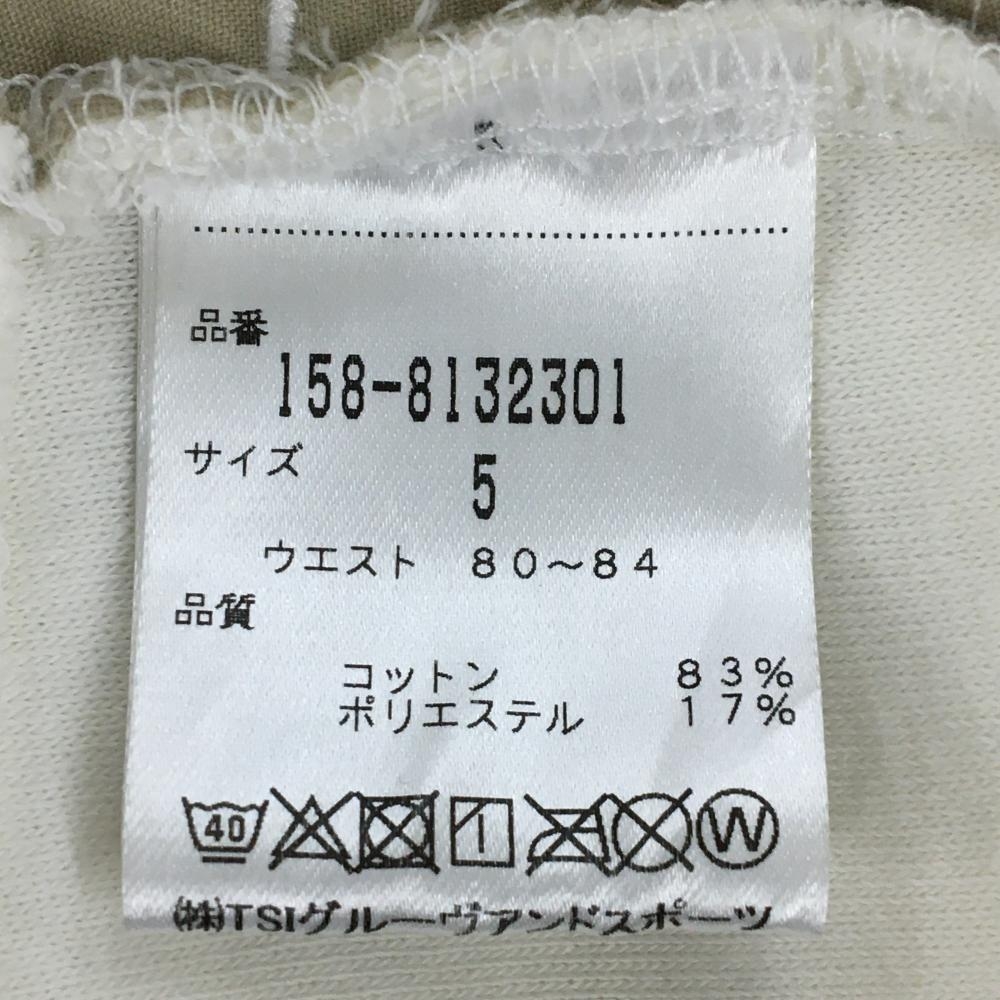 品番
158-8132301
サイズ 5
ウエスト 80~84
品質
コットン 83%
ポリエステル 17%
40 W
㈱TSIグルーヴアンドスポーツ